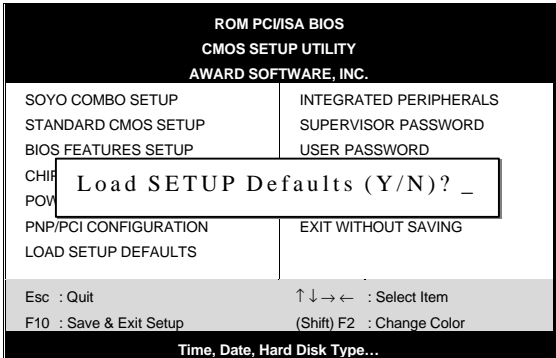 ROM PCI/ISA BIOS
CMOS SETUP UTILITY
AWARD SOFTWARE, INC.
SOYO COMBO SETUP
INTEGRATED PERIPHERALS
STANDARD CMOS SETUP
SUPERVISOR PASSWORD
BIOS FEATURES SETUP
USER PASSWORD
Load SETUP Defaults (Y/N)? _
PNP/PCI CONFIGURATION
EXIT WITHOUT SAVING
LOAD SETUP DEFAULTS
Esc : Quit
↑↓→← : Select Item
F10 : Save & Exit Setup
(Shift) F2 : Change Color
Time, Date, Hard Disk Type…